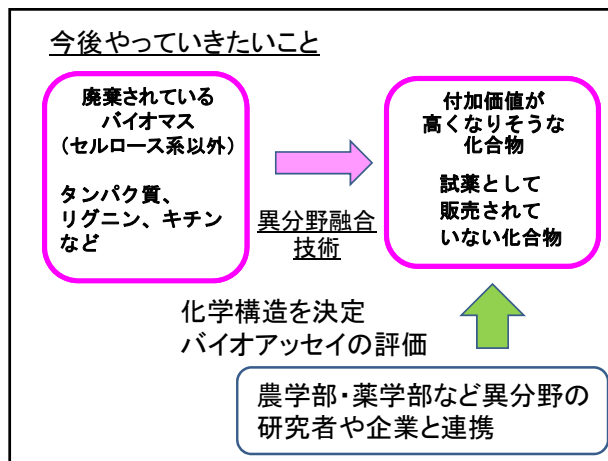 今後やっていきたいこと
廃棄されている
バイオマス
(セルロース系以外)
タンパク質、
リグニン、キチン
など
異分野融合
技術
付加価値が
高くなりそうな
化合物
試薬として
販売されて
いない化合物
化学構造を決定
バイオアッセイの評価
農学部・薬学部など異分野の
研究者や企業と連携